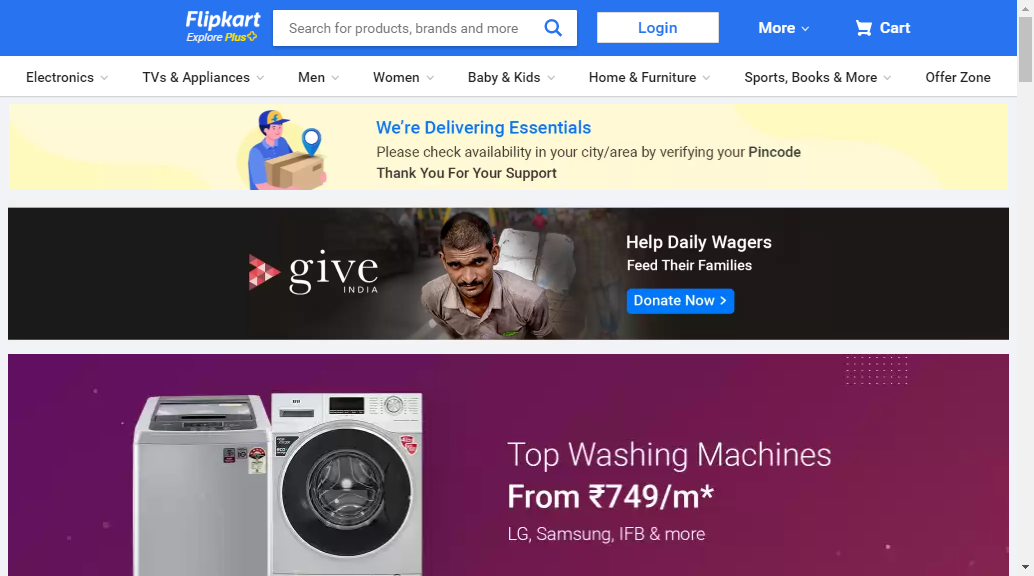 Flipkart
Explore Plus
Search for products, brands and more
Login
More
Cart
Electronics
TVs & Appliances
Men
Women
Baby & Kids
Home & Furniture
Sports, Books & More
Offer Zone
We're Delivering Essentials
Please check availability in your city/area by verifying your Pincode
Thank You For Your Support
give
INDIA
Help Daily Wagers
Feed Their Families
Donate Now >
Top Washing Machines
From ₹749/m*
LG, Samsung, IFB & more